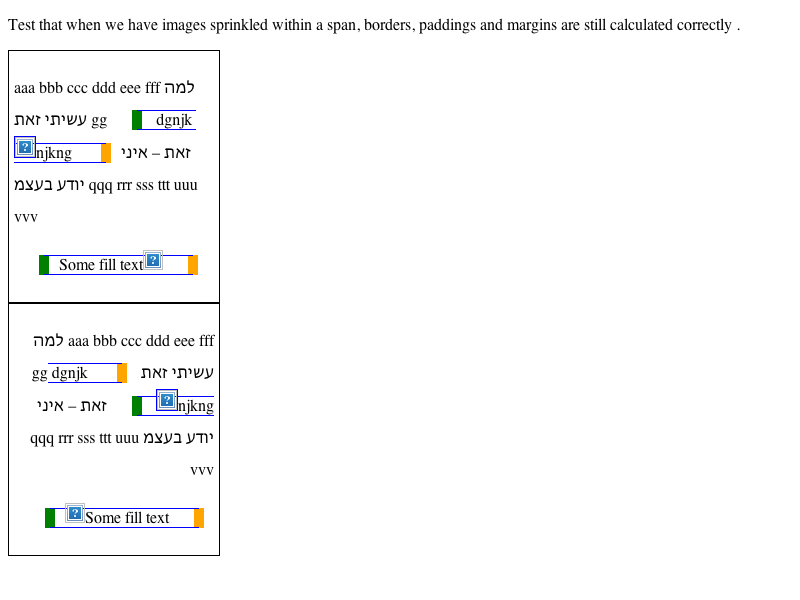 Test that when we have images sprinkled within a span, borders, paddings and margins are still calculated correctly .
aaa bbb ccc ddd eee fff למה
עשיתי זאת gg dgnjk
njkng זאת – איני
יודע בעצמ qqq rrr sss ttt uuu
vvv
Some fill text
aaa bbb ccc ddd eee fff למה
עשיתי זאת gg dgnjk
njkng זאת – איני
יודע בעצמ qqq rrr sss ttt uuu
vvv
Some fill text